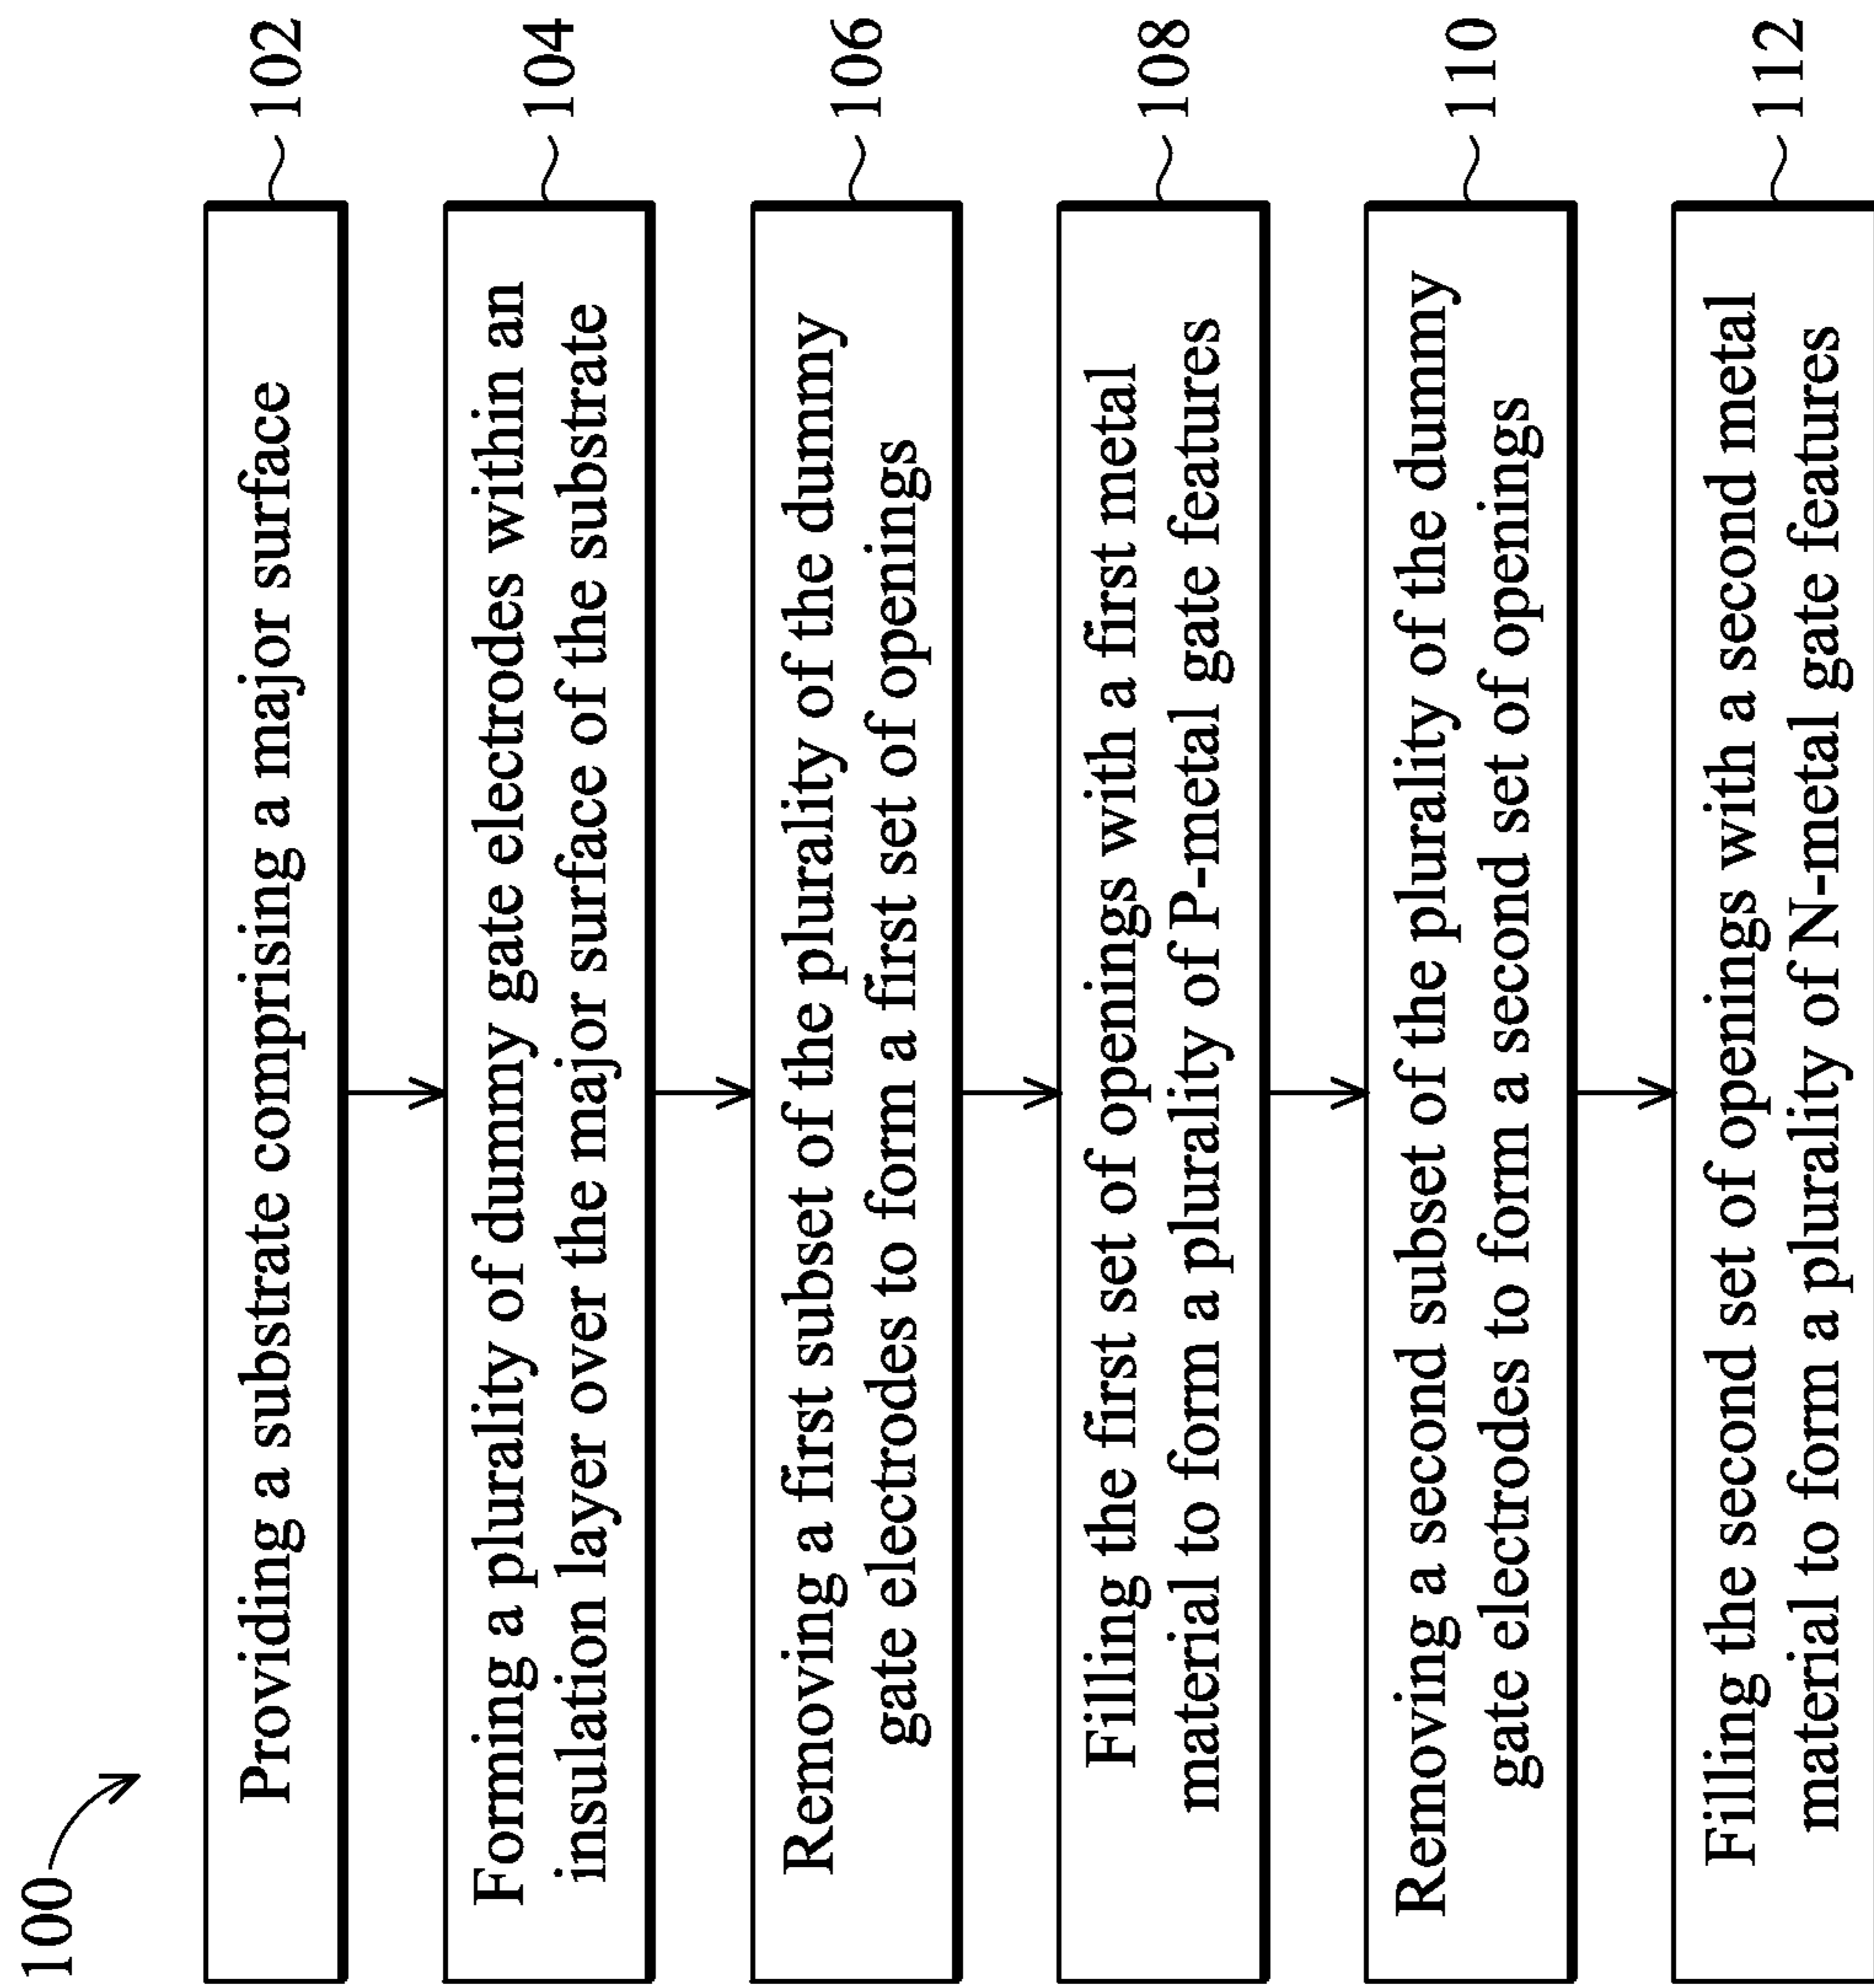 100
Providing a substrate comprising a major surface
102
Forming a plurality of dummy gate electrodes within an
insulation layer over the major surface of the substrate
104
Removing a first subset of the plurality of the dummy
gate electrodes to form a first set of openings
106
Filling the first set of openings with a first metal
material to form a plurality of P-metal gate features
108
Removing a second subset of the plurality of the dummy
gate electrodes to form a second set of openings
110
Filling the second set of openings with a second metal
material to form a plurality of N-metal gate features
112